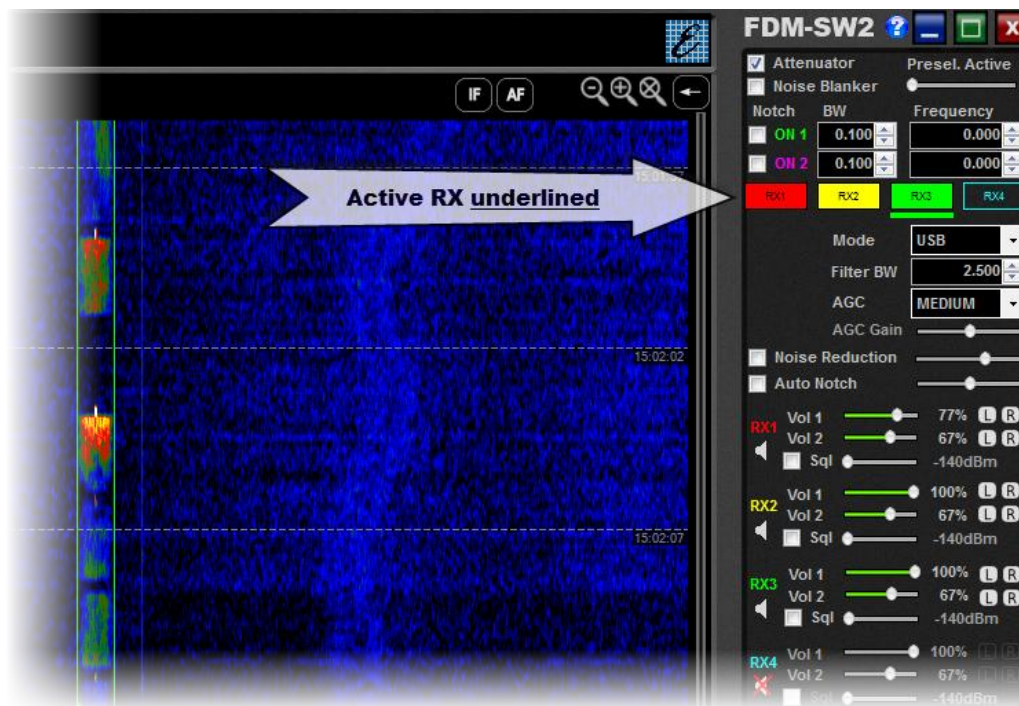 FDM-SW2 ? X
Attenuator Presel. Active
Noise Blanker
IF AF
Notch BW Frequency
ON 1 0.100 0.000
ON 2 0.100 0.000
Active RX underlined
RX1 RX2 RX3 RX4
Mode USB
Filter BW 2.500
AGC MEDIUM
AGC Gain
15:02:02
Noise Reduction
Auto Notch
RX1 Vol 1 77% L R
Vol 2 67% L R
Sql -140dBm
RX2 Vol 1 100% L R
Vol 2 67% L R
15:02:07
Sql -140dBm
RX3 Vol 1 100% L R
Vol 2 67% L R
Sql -140dBm
RX4 Vol 1 100% L R
Vol 2 67% L R
Sql -140dBm